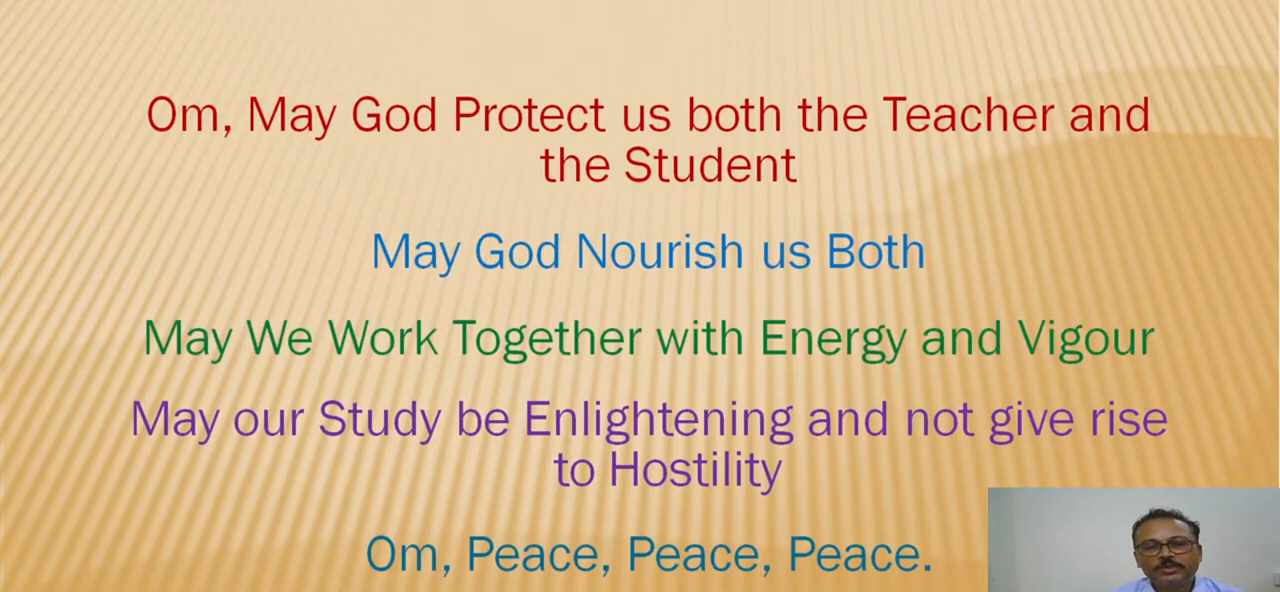 Om, May God Protect us both the Teacher and
the Student
May God Nourish us Both
May We Work Together with Energy and Vigour
May our Study be Enlightening and not give rise
to Hostility
Om, Peace, Peace, Peace.